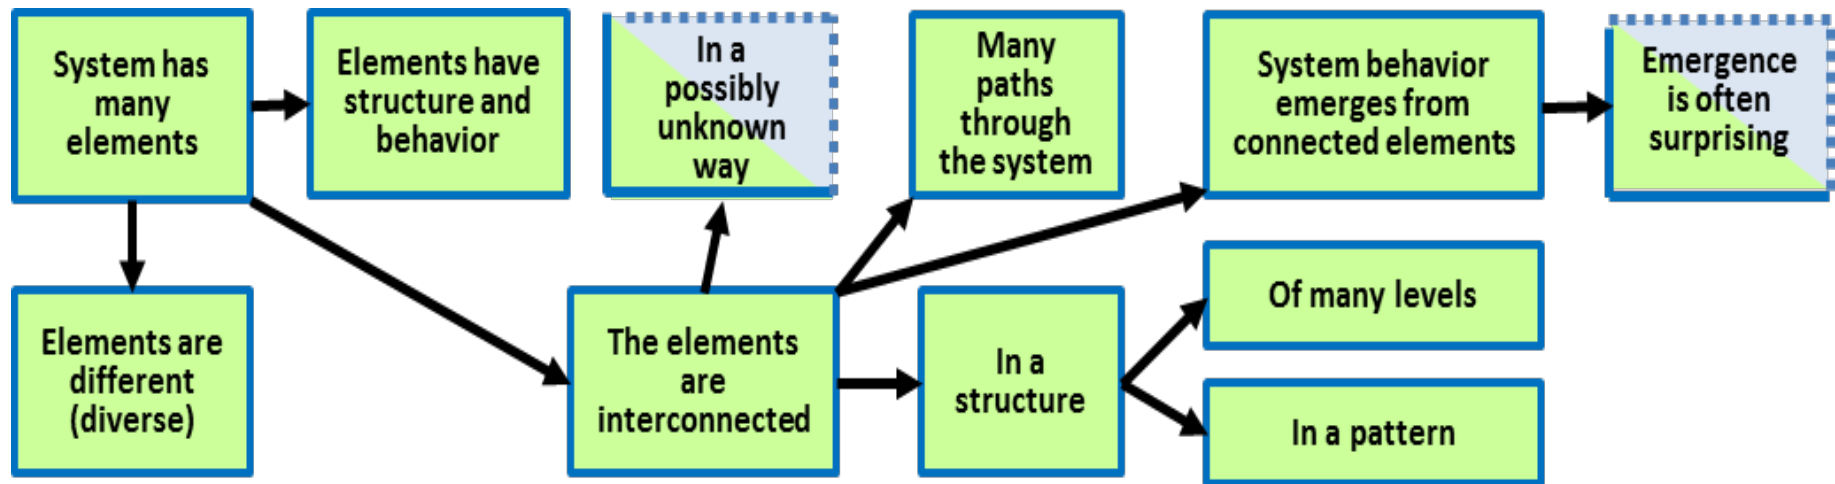 System has
many
elements
Elements have
structure and
behavior
In a
possibly
unknown
way
Many
paths
through
the system
System behavior
emerges from
connected elements
Emergence
is often
surprising
Elements are
different
(diverse)
The elements
are
interconnected
In a
structure
Of many levels
In a pattern